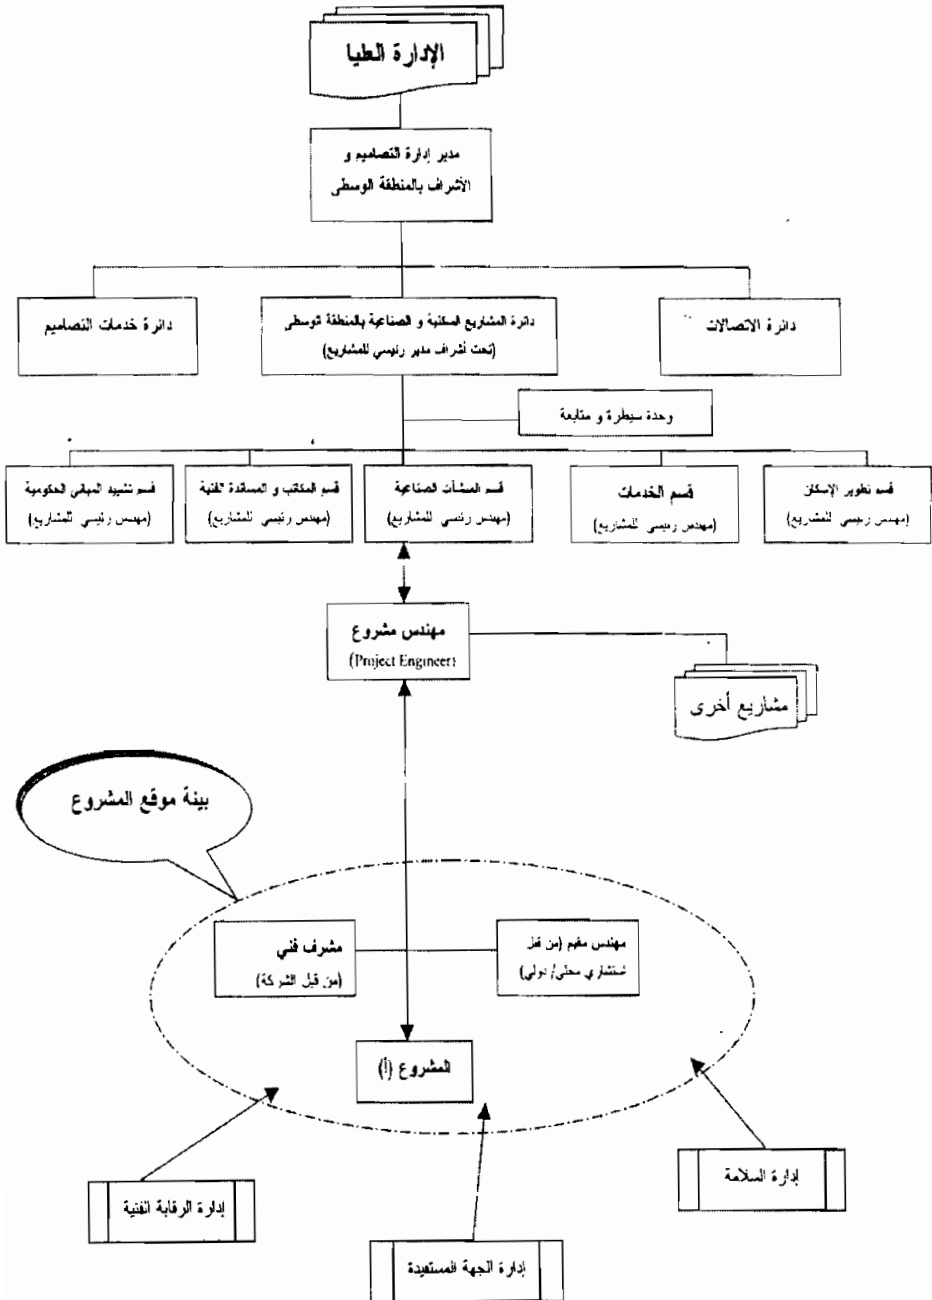 الإدارة العليا
مدير إدارة التصاميم و
الأشراف بالمنطقة الوسطى
دائرة الاتصالات
دائرة المشاريع المكتبية و الصناعية بالمنطقة الوسطى
(تحت أشراف مدير رئيسي للمشاريع)
دائرة خدمات التصاميم
وحدة سيطرة و متابعة
قسم تطوير الإسكان
(مهندس رئيسي للمشاريع)
قسم الخدمات
(مهندس رئيسي للمشاريع)
قسم المنشآت الصناعية
(مهندس رئيسي للمشاريع)
قسم المكاتب و المساندة الفنية
(مهندس رئيسي للمشاريع)
قسم تشييد المباني الحكومية
(مهندس رئيسي للمشاريع)
مهندس مشروع
(Project Engineer)
مشاريع أخرى
بيئة موقع المشروع
مهندس مقيم (من قبل
استشاري محلي/ دولي)
مشرف فني
(من قبل الشركة)
المشروع (أ)
إدارة السلامة
إدارة الرقابة الفنية
إدارة الجهة المستفيدة